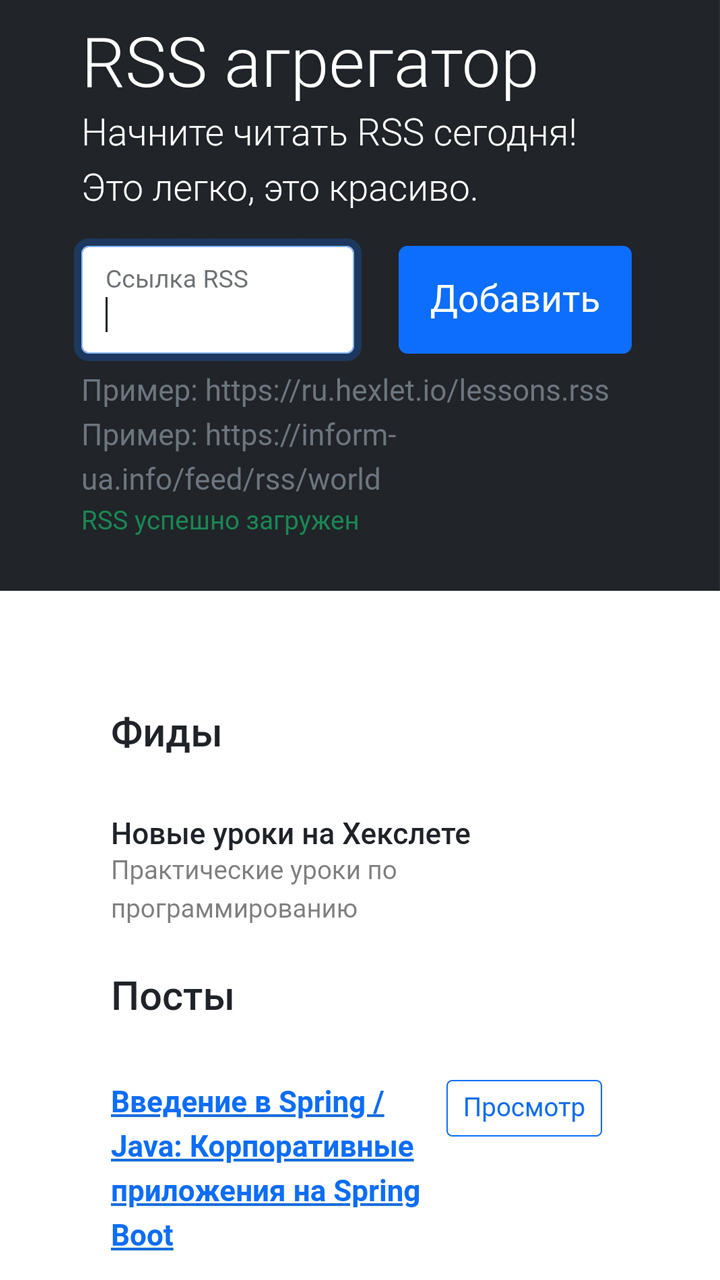 RSS агрегатор
Начните читать RSS сегодня!
Это легко, это красиво.
Ссылка RSS
Добавить
Пример: https://ru.hexlet.io/lessons.rss
Пример: https://inform-
ua.info/feed/rss/world
RSS успешно загружен
Фиды
Новые уроки на Хекслете
Практические уроки по
программированию
Посты
Введение в Spring /
Java: Корпоративные
приложения на Spring
Boot
Просмотр